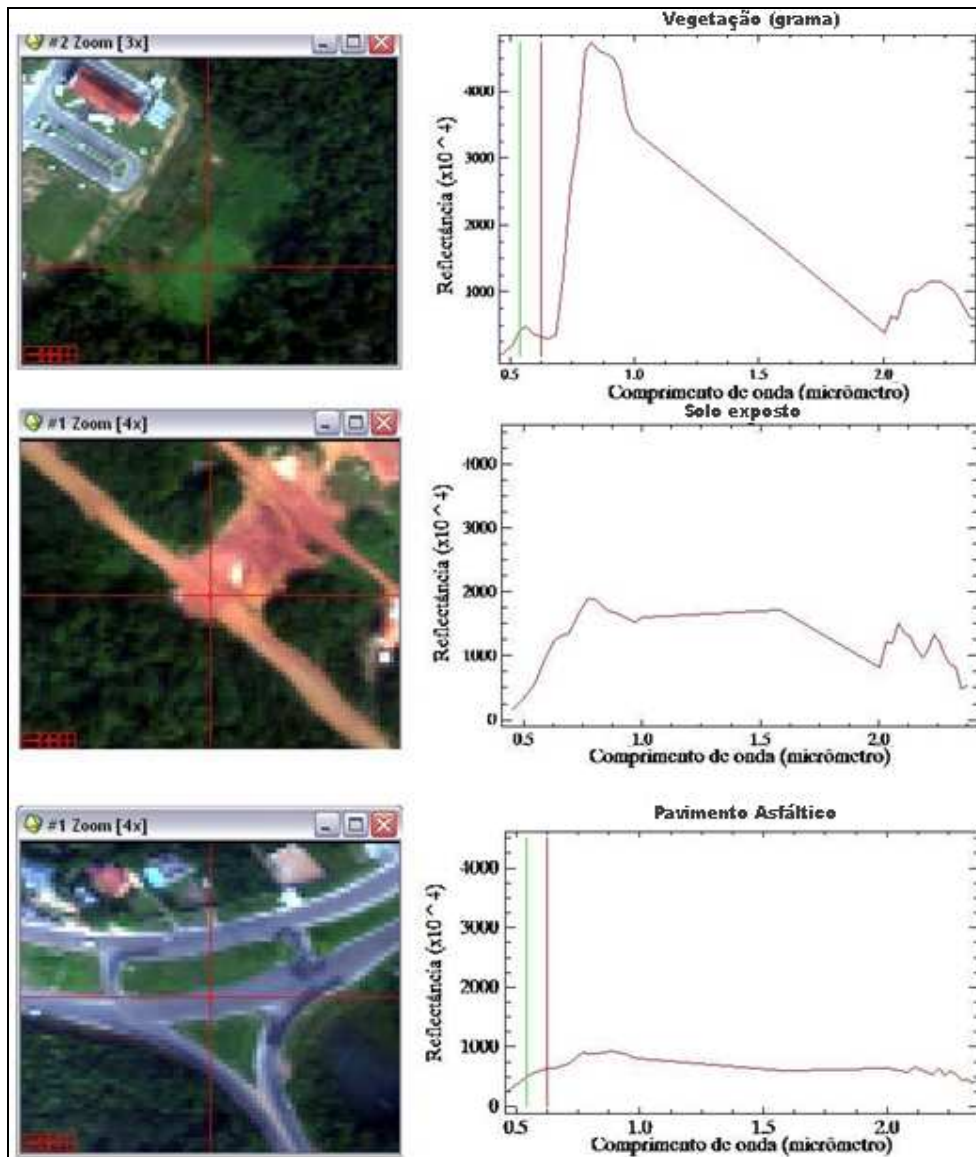 #2 Zoom [3x]
Vegetação (grama)
4000
3000
2000
1000
Reflectância (x10^4)
0.5 1.0 1.5 2.0
Comprimento de onda (micrômetro)
#1 Zoom [4x]
Solo exposto
4000
3000
2000
1000
0
Reflectância (x10^4)
0.5 1.0 1.5 2.0
Comprimento de onda (micrômetro)
#1 Zoom [4x]
Pavimento Asfáltico
4000
3000
2000
1000
0
Reflectância (x10^4)
0.5 1.0 1.5 2.0
Comprimento de onda (micrômetro)